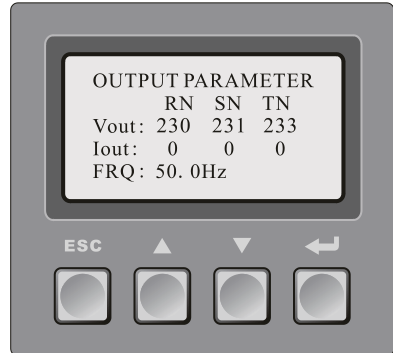 OUTPUT PARAMETER
RN SN TN
Vout: 230 231 233
Iout: 0 0 0
FRQ: 50.0Hz
ESC